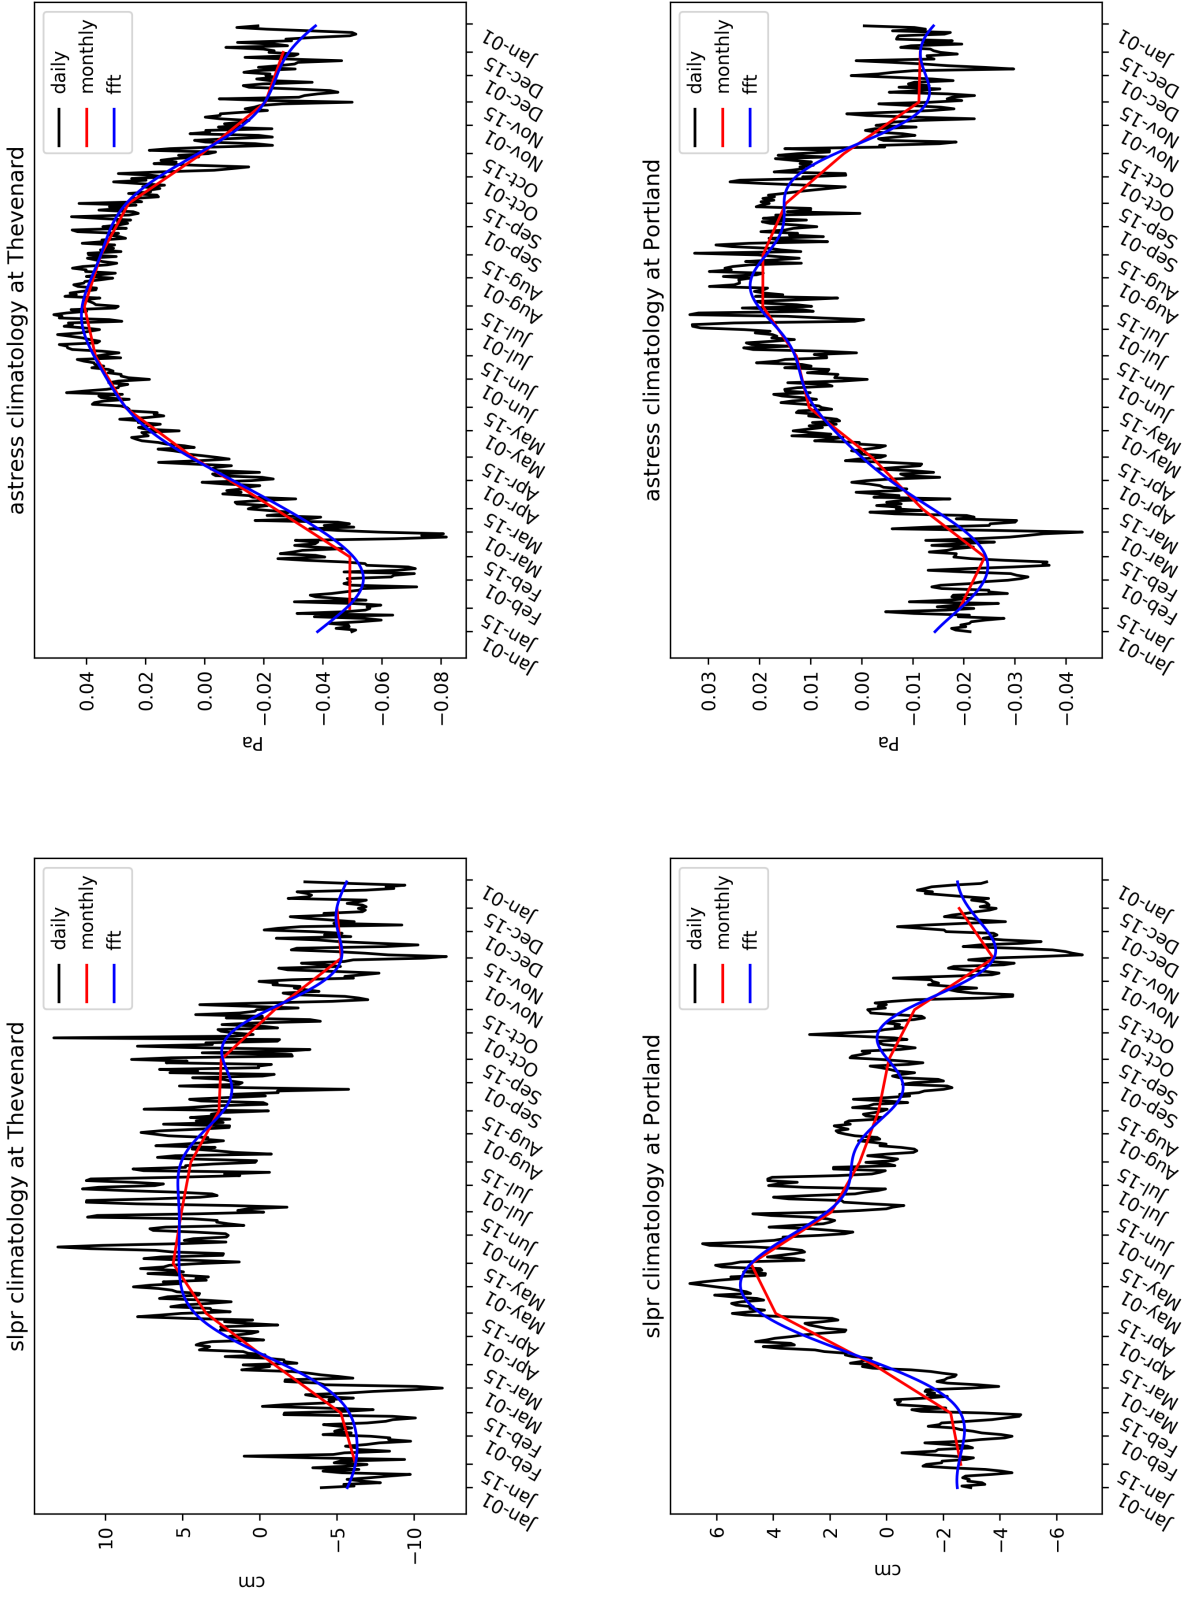 slpr climatology at Thevenard
daily
monthly
fft
10
5
0
−5
−10
cm
Jan-01
Jan-15
Feb-01
Feb-15
Mar-01
Mar-15
Apr-01
Apr-15
May-01
May-15
Jun-01
Jun-15
Jul-01
Jul-15
Aug-01
Aug-15
Sep-01
Sep-15
Oct-01
Oct-15
Nov-01
Nov-15
Dec-01
Dec-15
Jan-01
astress climatology at Thevenard
daily
monthly
fft
0.04
0.02
0.00
−0.02
−0.04
−0.06
−0.08
Pa
Jan-01
Jan-15
Feb-01
Feb-15
Mar-01
Mar-15
Apr-01
Apr-15
May-01
May-15
Jun-01
Jun-15
Jul-01
Jul-15
Aug-01
Aug-15
Sep-01
Sep-15
Oct-01
Oct-15
Nov-01
Nov-15
Dec-01
Dec-15
Jan-01
slpr climatology at Portland
daily
monthly
fft
6
4
2
0
−2
−4
−6
cm
Jan-01
Jan-15
Feb-01
Feb-15
Mar-01
Mar-15
Apr-01
Apr-15
May-01
May-15
Jun-01
Jun-15
Jul-01
Jul-15
Aug-01
Aug-15
Sep-01
Sep-15
Oct-01
Oct-15
Nov-01
Nov-15
Dec-01
Dec-15
Jan-01
astress climatology at Portland
daily
monthly
fft
0.03
0.02
0.01
0.00
−0.01
−0.02
−0.03
−0.04
Pa
Jan-01
Jan-15
Feb-01
Feb-15
Mar-01
Mar-15
Apr-01
Apr-15
May-01
May-15
Jun-01
Jun-15
Jul-01
Jul-15
Aug-01
Aug-15
Sep-01
Sep-15
Oct-01
Oct-15
Nov-01
Nov-15
Dec-01
Dec-15
Jan-01